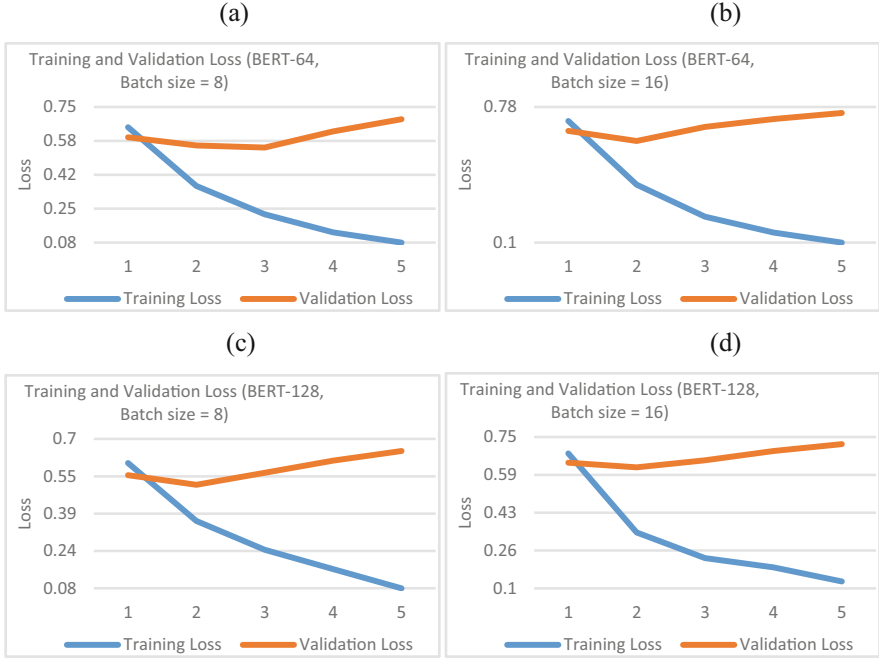 (a)
Training and Validation Loss (BERT-64,
Batch size = 8)
0.75
0.58
0.42
0.25
0.08
Loss
1 2 3 4 5
Training Loss Validation Loss
(b)
Training and Validation Loss (BERT-64,
Batch size = 16)
0.78
0.1
Loss
1 2 3 4 5
Training Loss Validation Loss
(c)
Training and Validation Loss (BERT-128,
Batch size = 8)
0.7
0.55
0.39
0.24
0.08
Loss
1 2 3 4 5
Training Loss Validation Loss
(d)
Training and Validation Loss (BERT-128,
Batch size = 16)
0.75
0.59
0.43
0.26
0.1
Loss
1 2 3 4 5
Training Loss Validation Loss